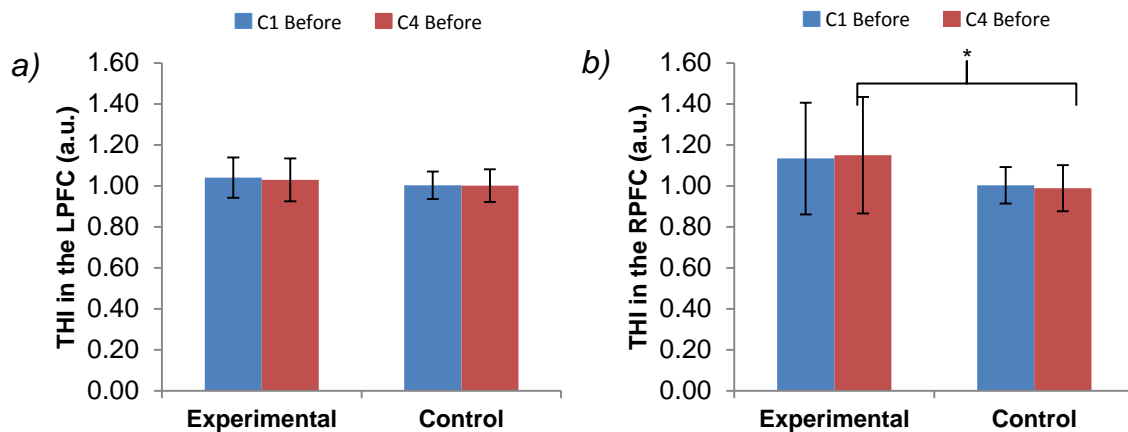 C1 Before C4 Before
a)
THI in the LPFC (a.u.)
1.60
1.40
1.20
1.00
0.80
0.60
0.40
0.20
0.00
Experimental Control
C1 Before C4 Before
b)
THI in the RPFC (a.u.)
1.60
1.40
1.20
1.00
0.80
0.60
0.40
0.20
0.00
*
Experimental Control